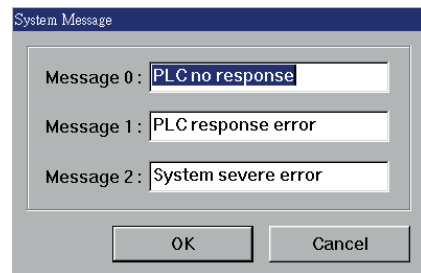 System Message
Message 0 : PLC no response
Message 1 : PLC response error
Message 2 : System severe error
OK Cancel